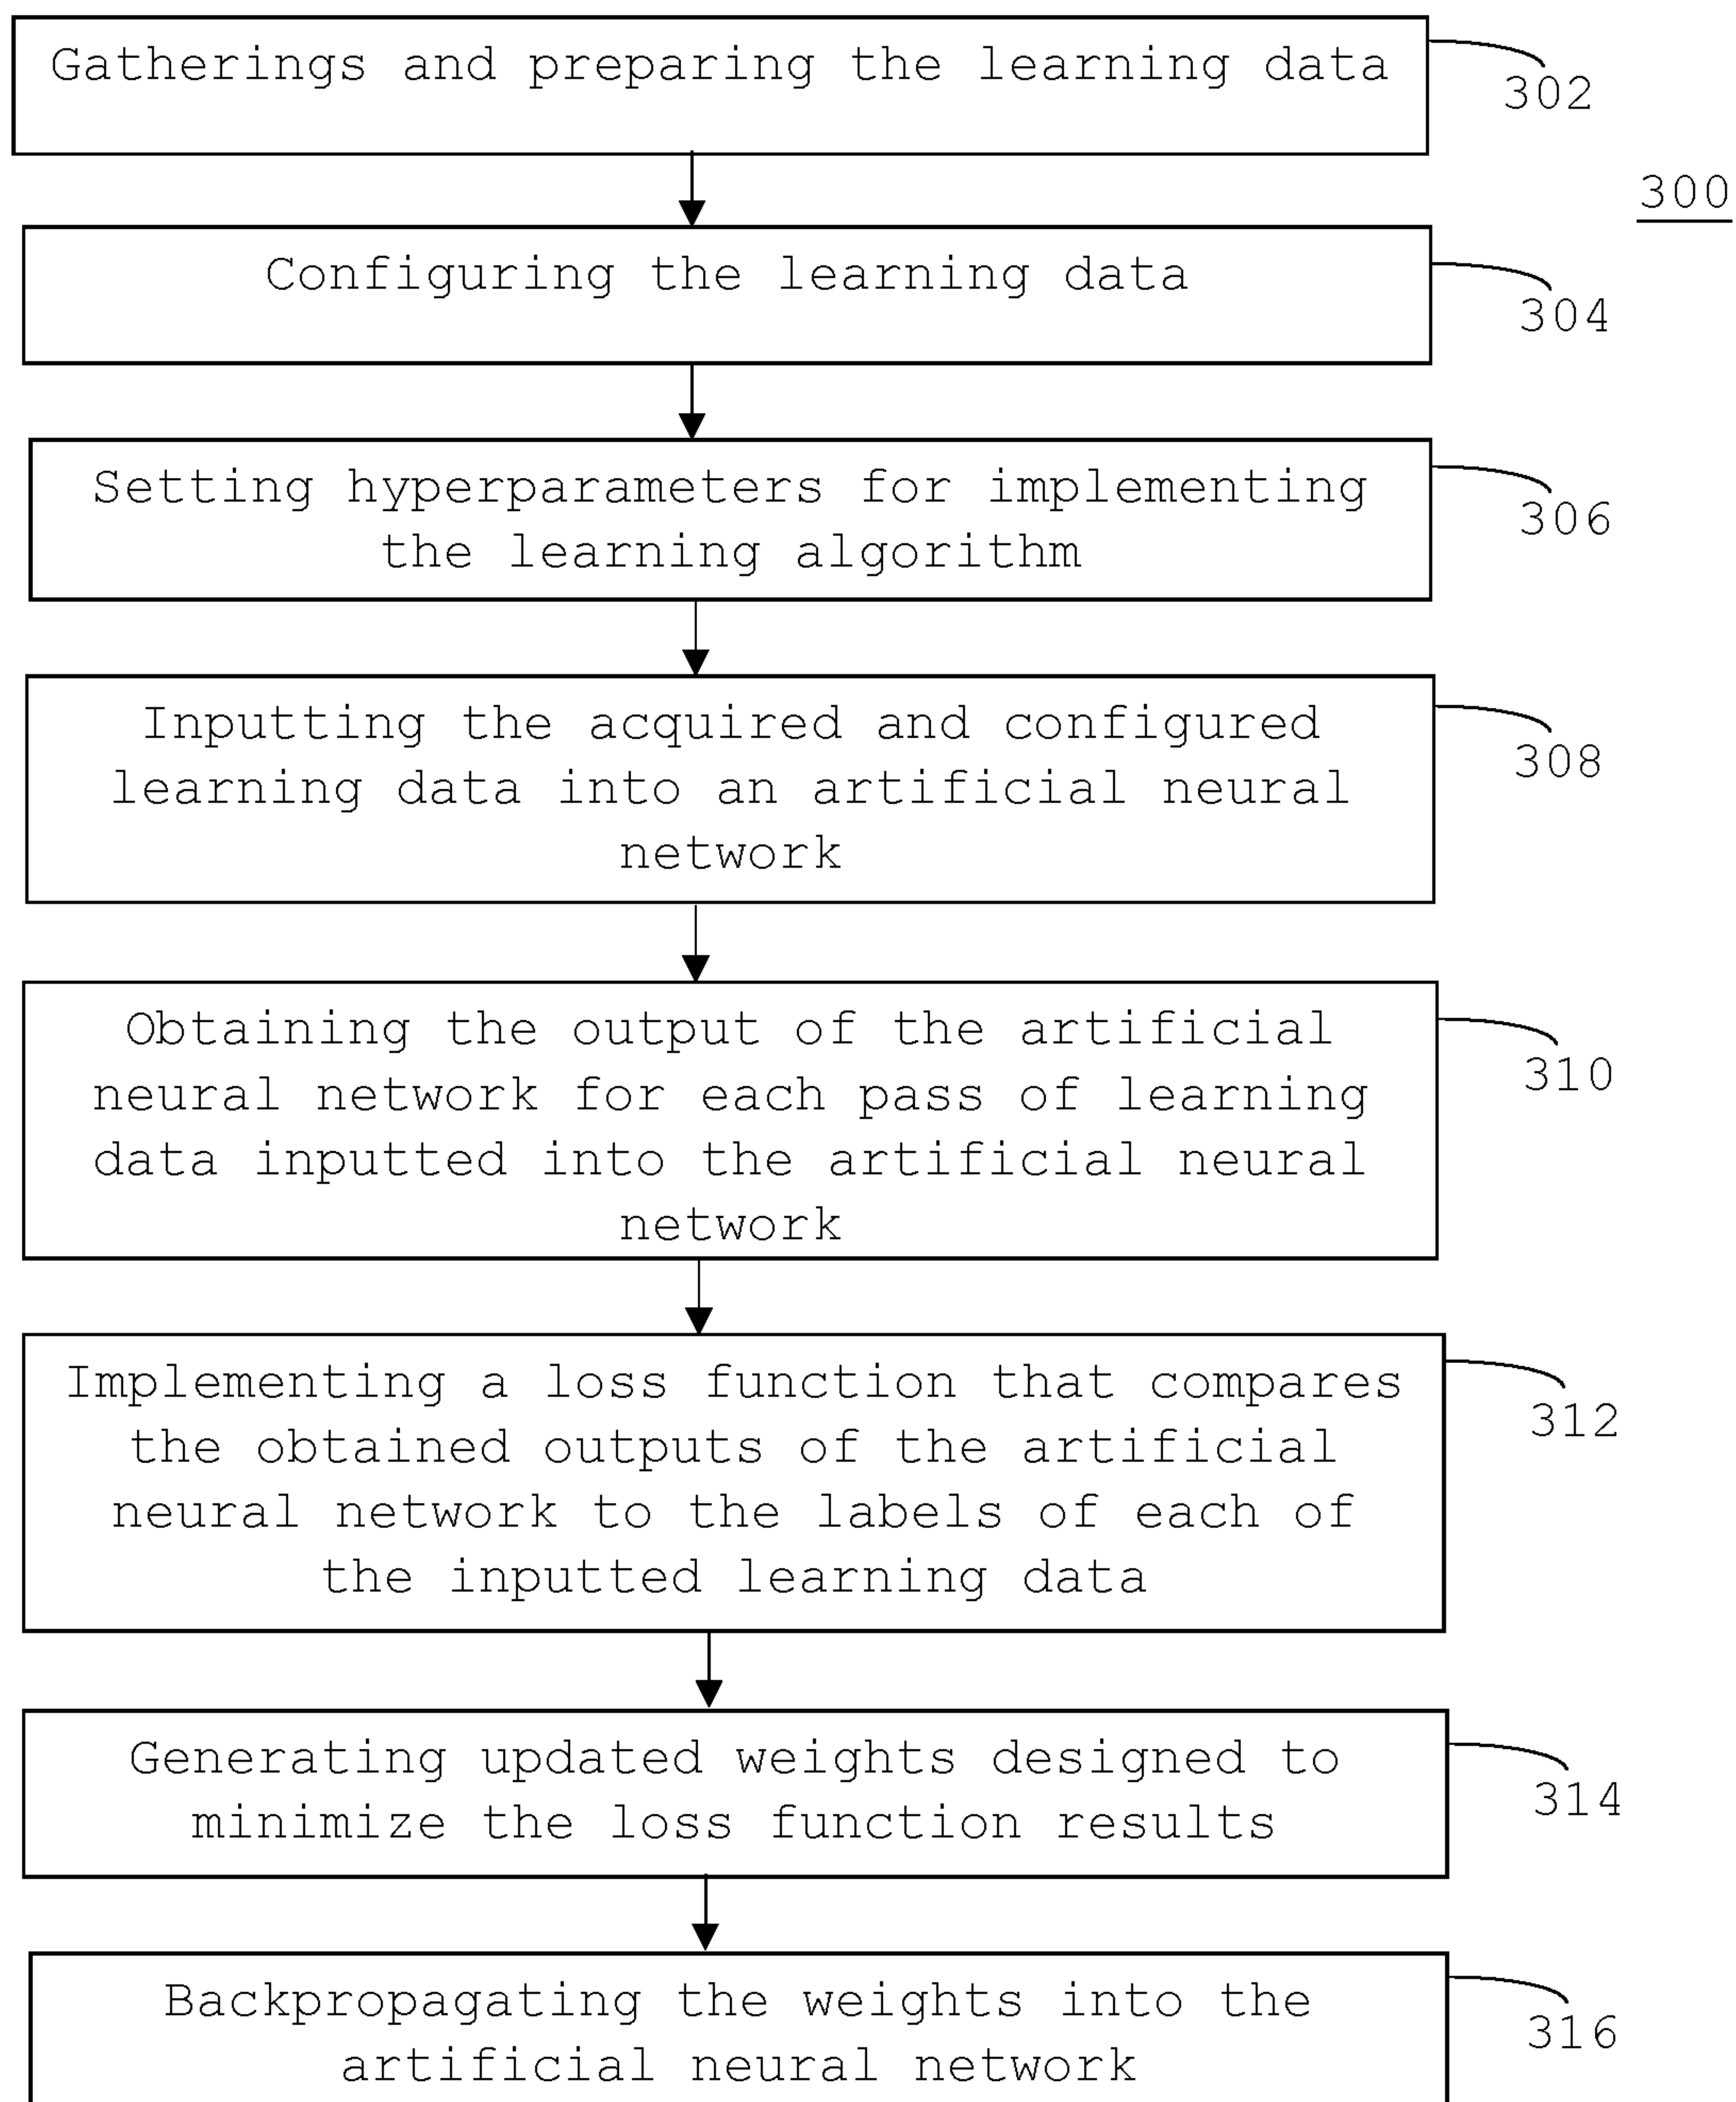 Gatherings and preparing the learning data
302
300
Configuring the learning data
304
Setting hyperparameters for implementing
the learning algorithm
306
Inputting the acquired and configured
learning data into an artificial neural
network
308
Obtaining the output of the artificial
neural network for each pass of learning
data inputted into the artificial neural
network
310
Implementing a loss function that compares
the obtained outputs of the artificial
neural network to the labels of each of
the inputted learning data
312
Generating updated weights designed to
minimize the loss function results
314
Backpropagating the weights into the
artificial neural network
316